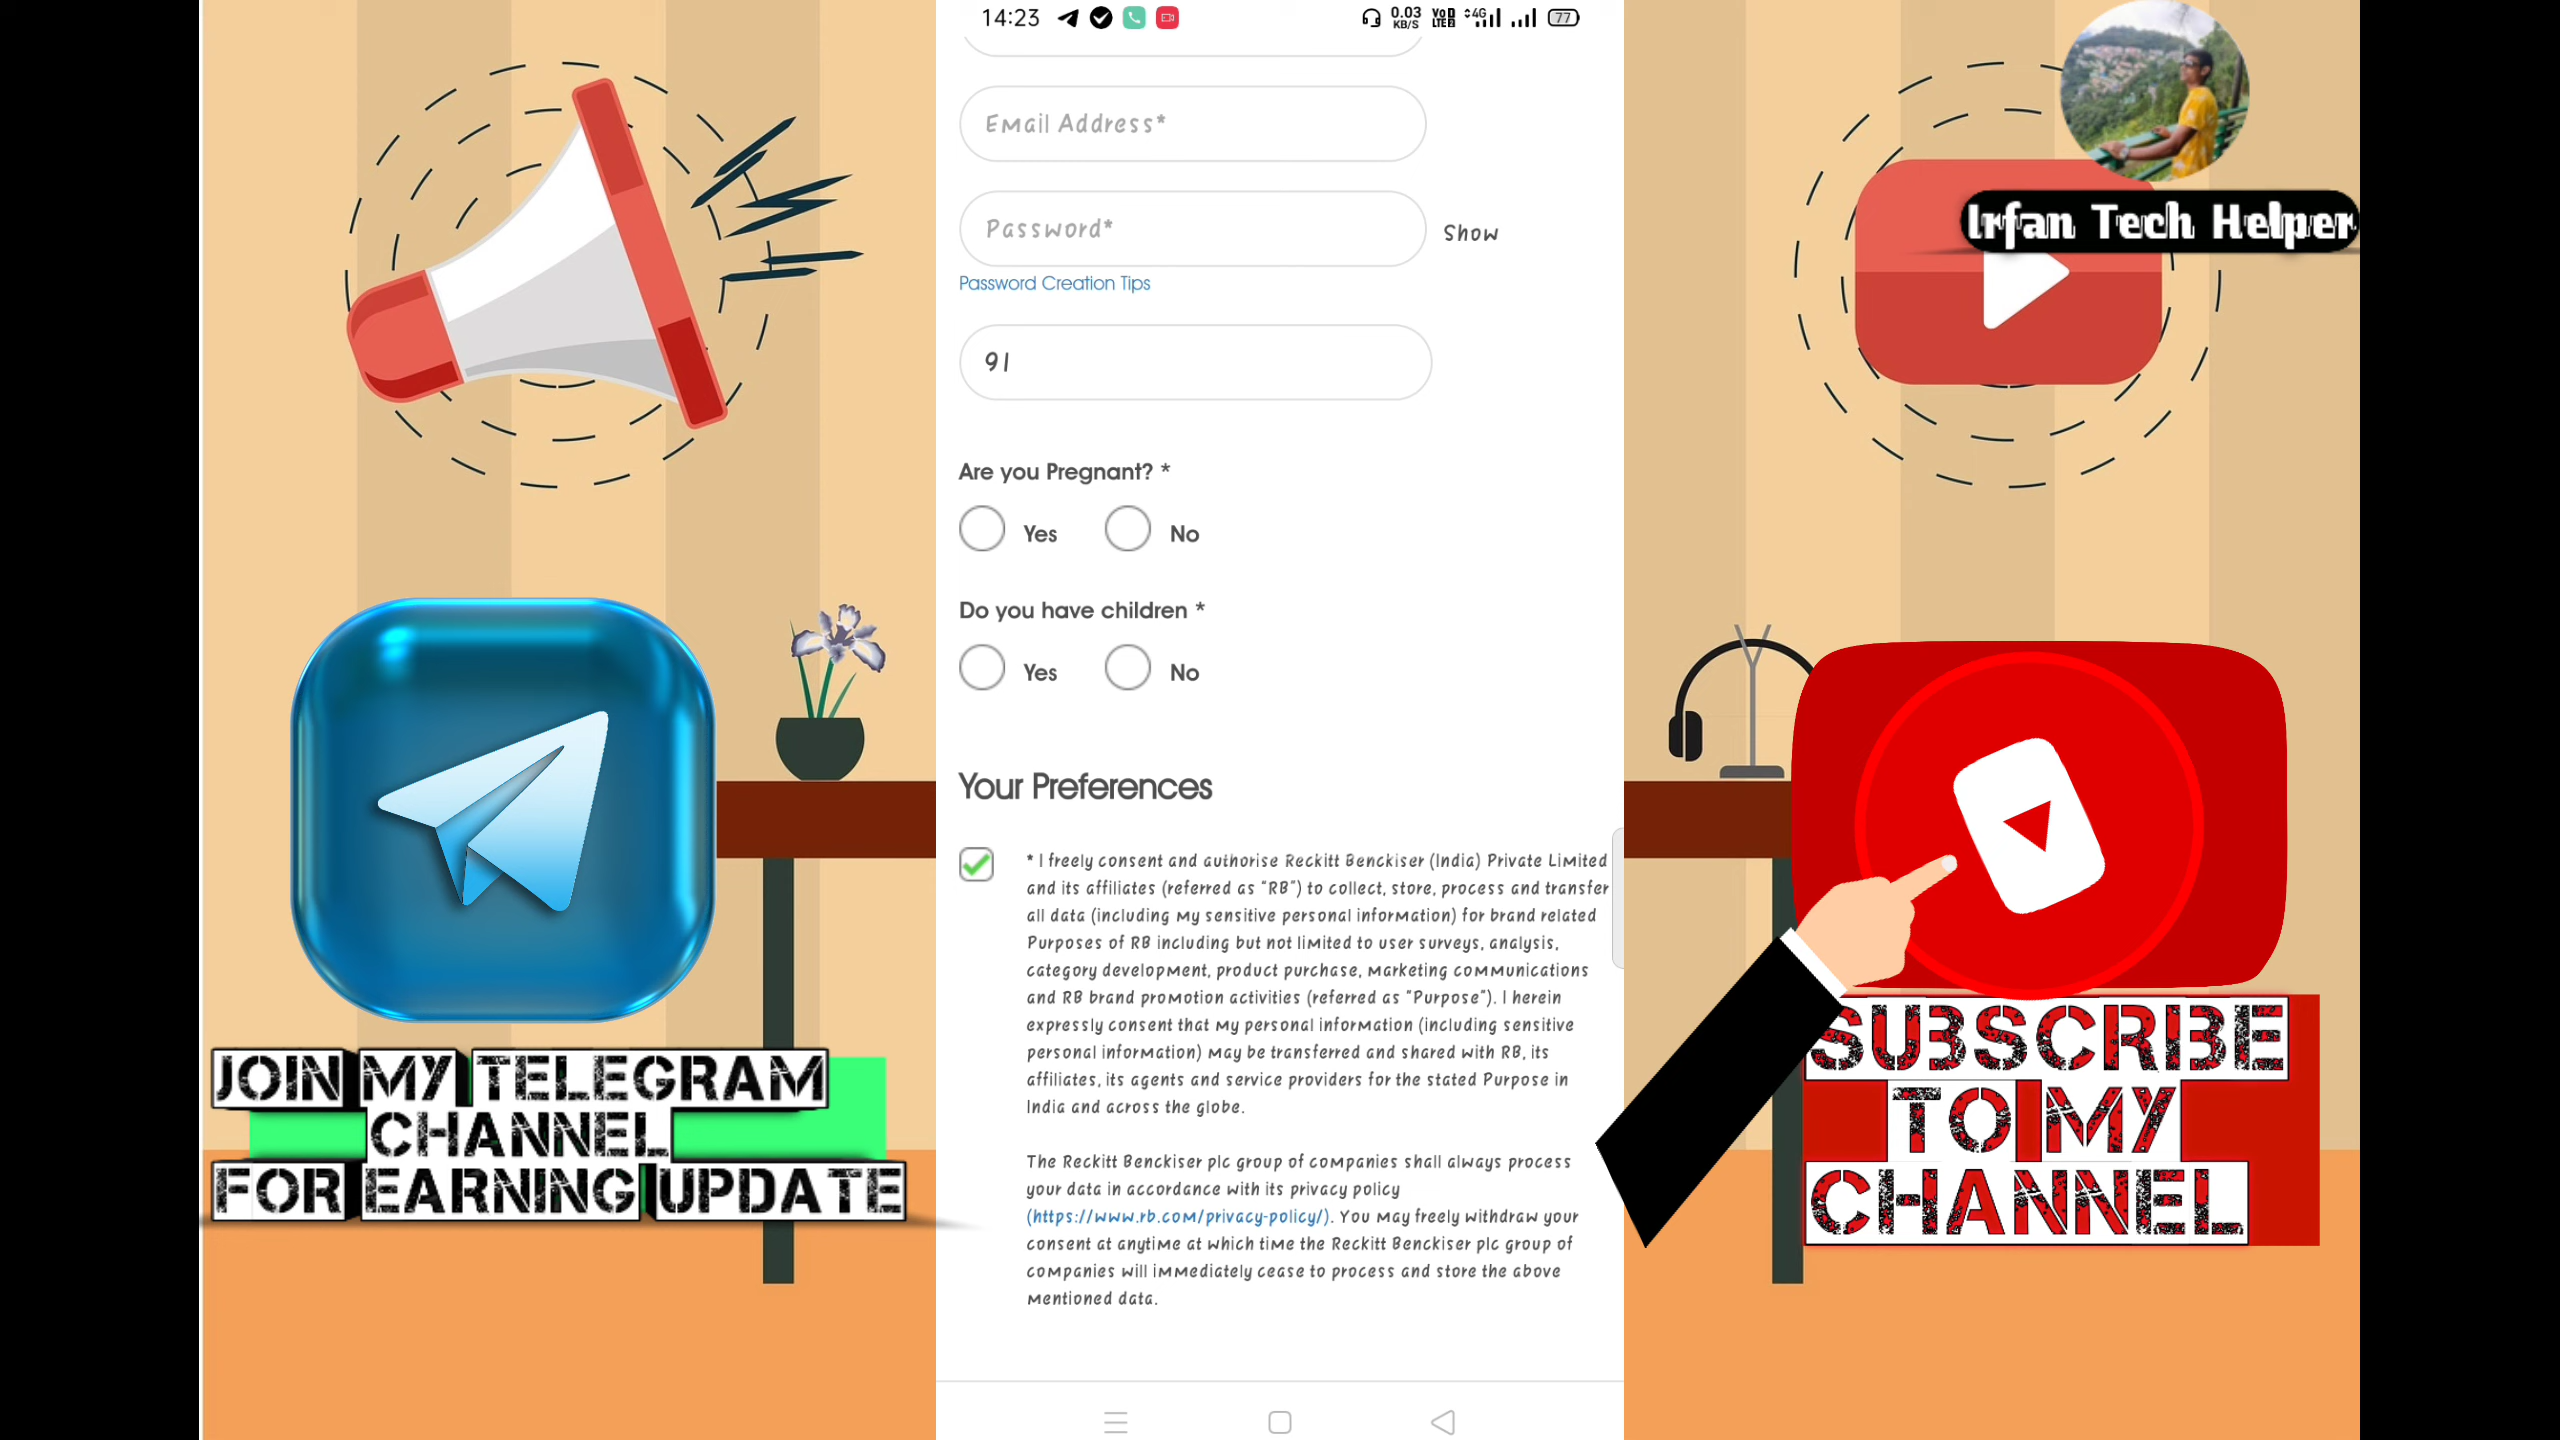 14:23
0.03
KB/S
VO D
LTE 2
4G
77
Email Address*
Password*
Show
Password Creation Tips
91
Are you Pregnant? *
Yes No
Do you have children *
Yes No
Your Preferences
* I freely consent and authorise Reckitt Benckiser (India) Private Limited
and its affiliates (referred as "RB") to collect, store, process and transfer
all data (including my sensitive personal information) for brand related
Purposes of RB including but not limited to user surveys, analysis,
category development, product purchase, marketing communications
and RB brand promotion activities (referred as "Purpose"). I herein
expressly consent that my personal information (including sensitive
personal information) may be transferred and shared with RB, its
affiliates, its agents and service providers for the stated Purpose in
India and across the globe.
The Reckitt Benckiser plc group of companies shall always process
your data in accordance with its privacy policy
(https://www.rb.com/privacy-policy/). You may freely withdraw your
consent at anytime at which time the Reckitt Benckiser plc group of
companies will immediately cease to process and store the above
mentioned data.
JOIN MY TELEGRAM
CHANNEL
FOR EARNING UPDATE
Irfan Tech Helper
SUBSCRIBE
TO MY
CHANNEL